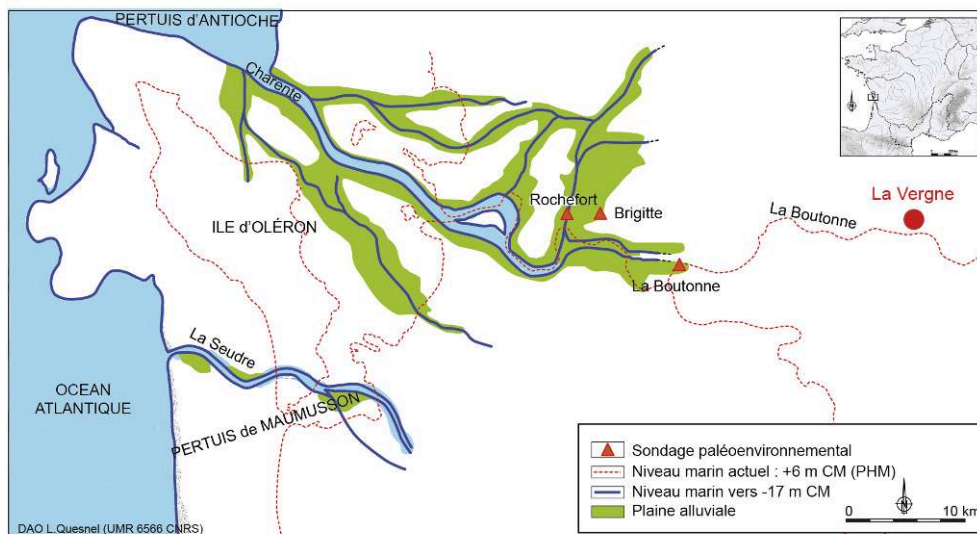 PERTUIS d'ANTIOCHE
Charente
Rochefort
Brigitte
La Vergne
La Boutonne
ILE d'OLÉRON
La Boutonne
La Seudre
OCEAN
ATLANTIQUE
PERTUIS de MAUMUSSON
Sondage paléoenvironnemental
Niveau marin actuel : +6 m CM (PHM)
Niveau marin vers -17 m CM
Plaine alluviale
0 10 km
DAO L.Quesnel (UMR 6566 CNRS)